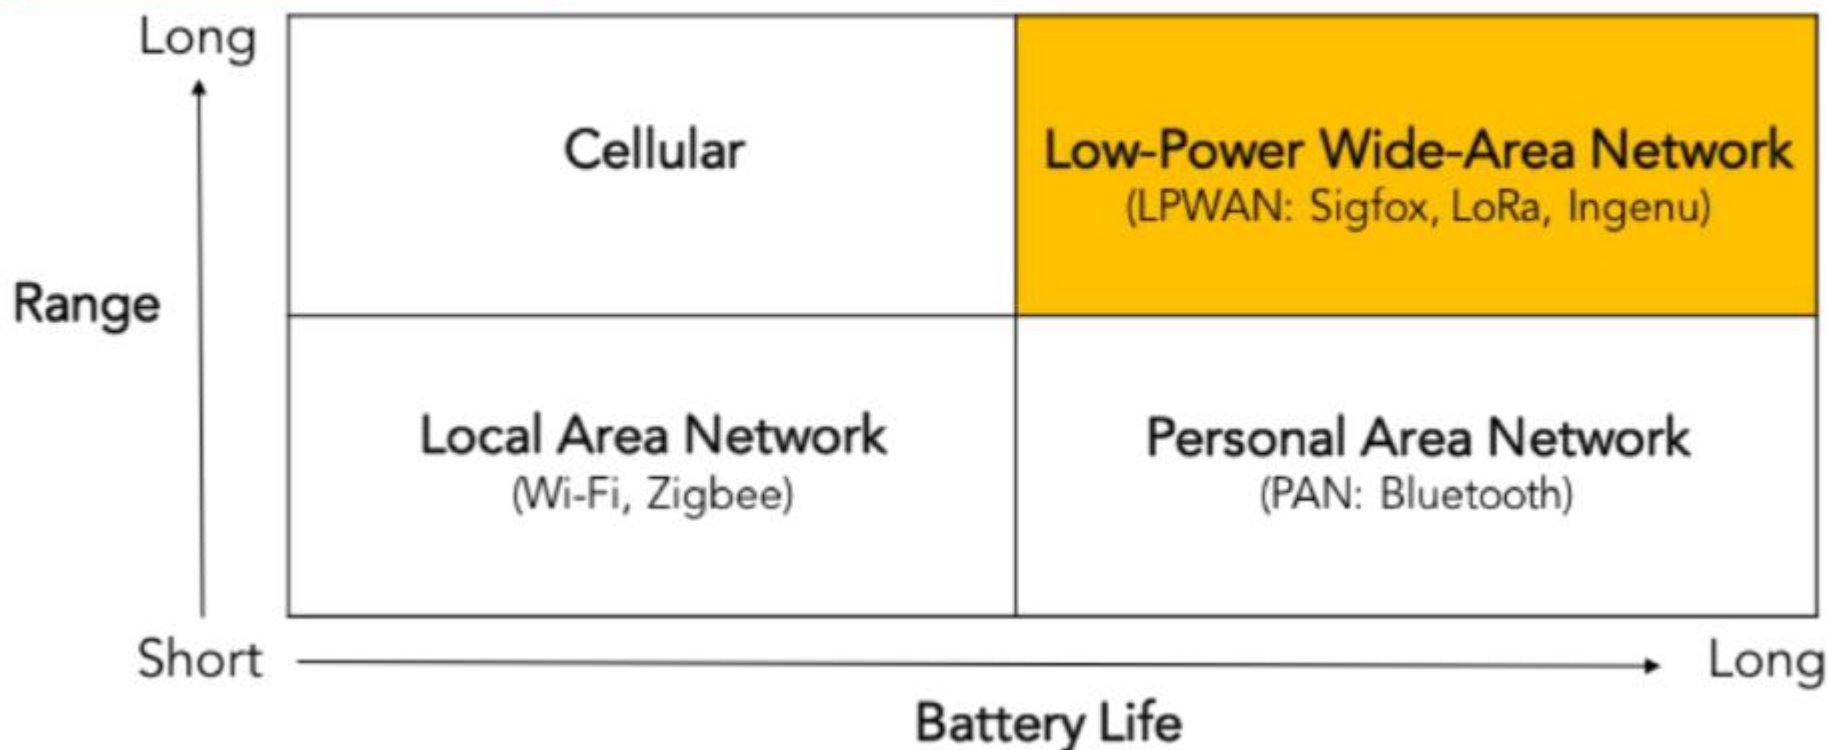 Long
Cellular
Low-Power Wide-Area Network
(LPWAN: Sigfox, LoRa, Ingenu)
Range
Local Area Network
(Wi-Fi, Zigbee)
Personal Area Network
(PAN: Bluetooth)
Short
Long
Battery Life